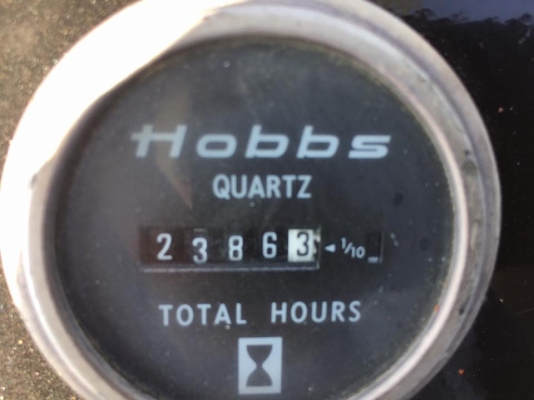 Hobbs
QUARTZ
23863 ◄ 1/10
TOTAL HOURS